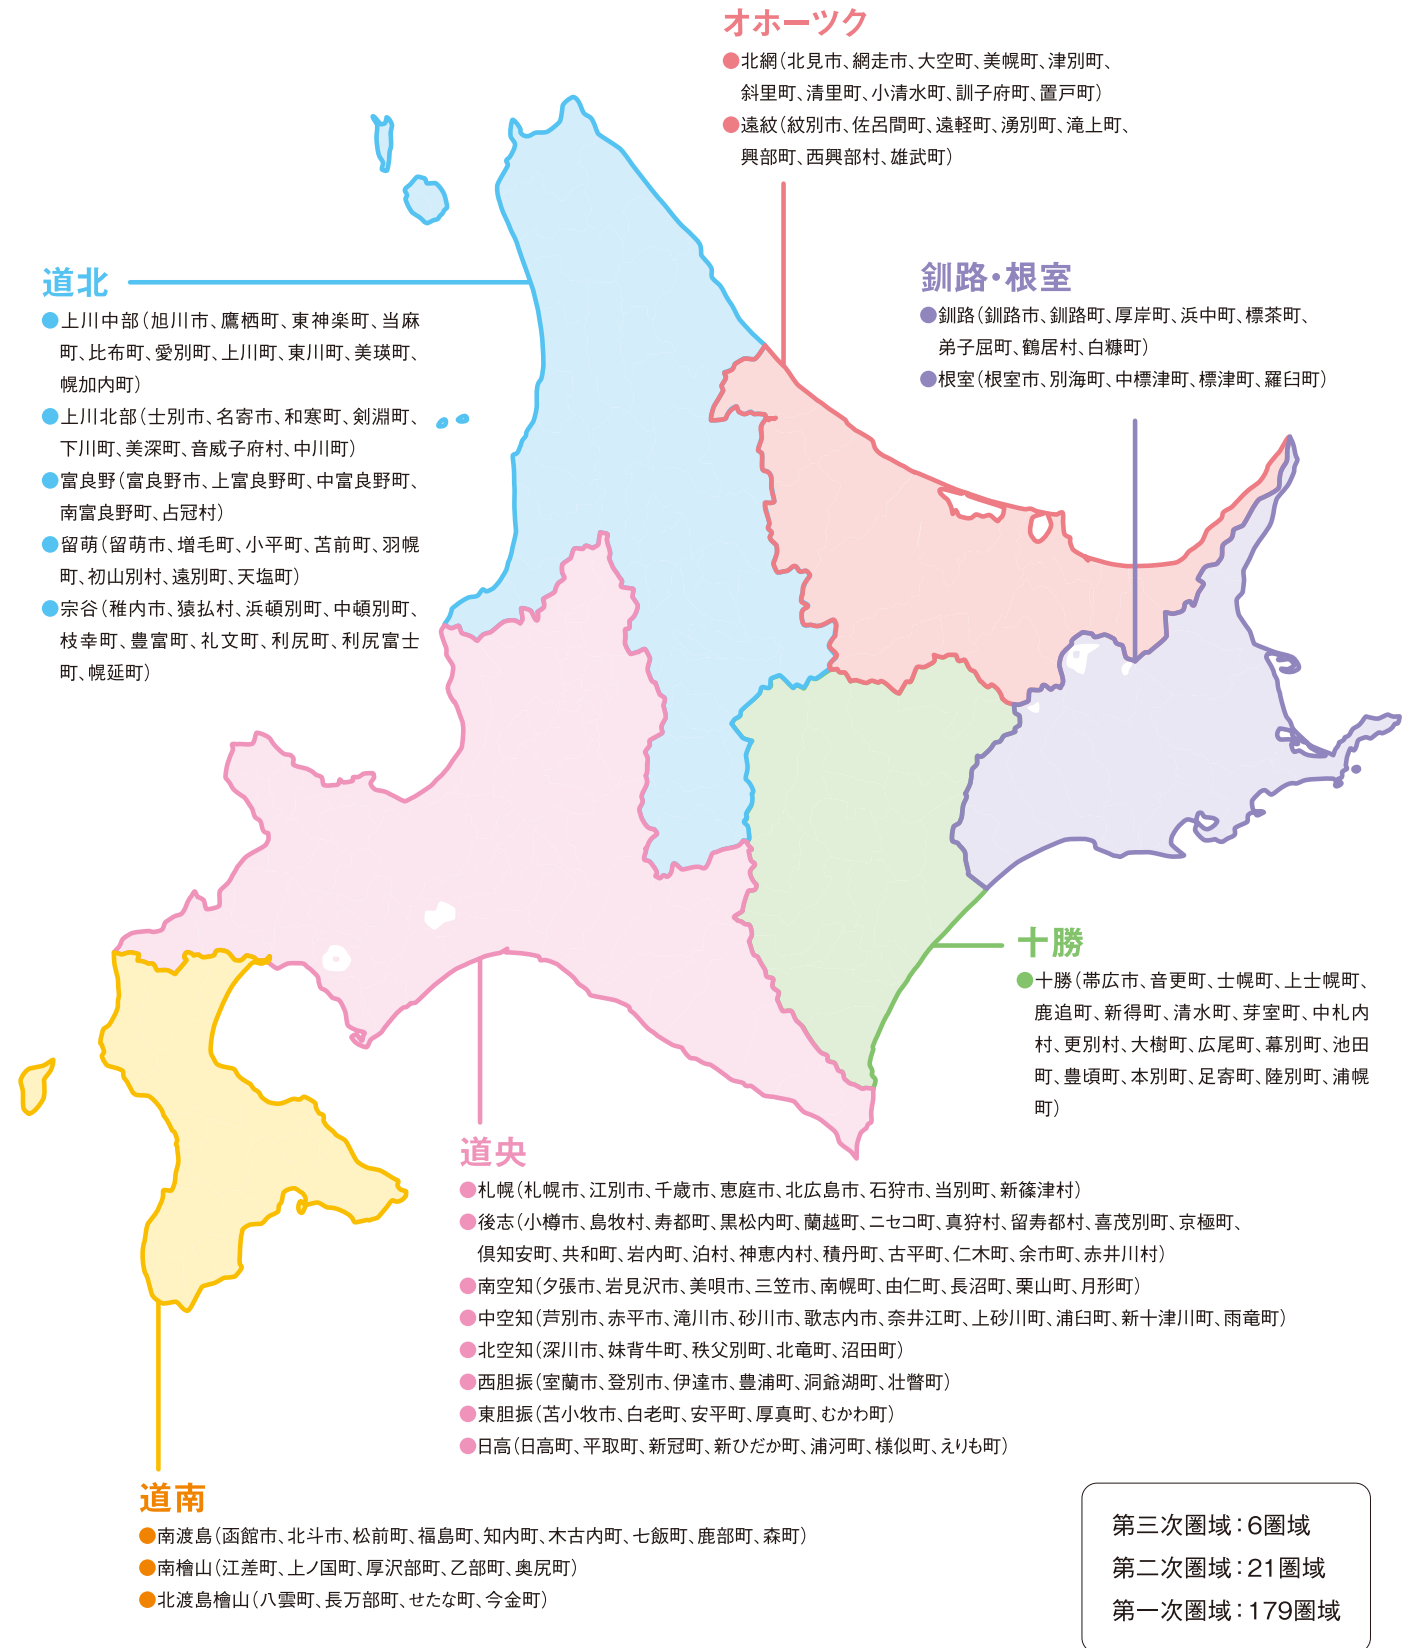 オホーツク
●北網(北見市、網走市、大空町、美幌町、津別町、
斜里町、清里町、小清水町、訓子府町、置戸町)
●遠紋(紋別市、佐呂間町、遠軽町、湧別町、滝上町、
興部町、西興部村、雄武町)
道北
●上川中部(旭川市、鷹栖町、東神楽町、当麻
町、比布町、愛別町、上川町、東川町、美瑛町、
幌加内町)
●上川北部(士別市、名寄市、和寒町、剣淵町、
下川町、美深町、音威子府村、中川町)
●富良野(富良野市、上富良野町、中富良野町、
南富良野町、占冠村)
●留萌(留萌市、増毛町、小平町、苫前町、羽幌
町、初山別村、遠別町、天塩町)
●宗谷(稚内市、猿払村、浜頓別町、中頓別町、
枝幸町、豊富町、礼文町、利尻町、利尻富士
町、幌延町)
釧路・根室
●釧路(釧路市、釧路町、厚岸町、浜中町、標茶町、
弟子屈町、鶴居村、白糠町)
●根室(根室市、別海町、中標津町、標津町、羅臼町)
十勝
●十勝(帯広市、音更町、士幌町、上士幌町、
鹿追町、新得町、清水町、芽室町、中札内
村、更別村、大樹町、広尾町、幕別町、池田
町、豊頃町、本別町、足寄町、陸別町、浦幌
町)
道央
●札幌(札幌市、江別市、千歳市、恵庭市、北広島市、石狩市、当別町、新篠津村)
●後志(小樽市、島牧村、寿都町、黒松内町、蘭越町、ニセコ町、真狩村、留寿都村、喜茂別町、京極町、
倶知安町、共和町、岩内町、泊村、神恵内村、積丹町、古平町、仁木町、余市町、赤井川村)
●南空知(夕張市、岩見沢市、美唄市、三笠市、南幌町、由仁町、長沼町、栗山町、月形町)
●中空知(芦別市、赤平市、滝川市、砂川市、歌志内市、奈井江町、上砂川町、浦臼町、新十津川町、雨竜町)
●北空知(深川市、妹背牛町、秩父別町、北竜町、沼田町)
●西胆振(室蘭市、登別市、伊達市、豊浦町、洞爺湖町、壮瞥町)
●東胆振(苫小牧市、白老町、安平町、厚真町、むかわ町)
●日高(日高町、平取町、新冠町、新ひだか町、浦河町、様似町、えりも町)
道南
●南渡島(函館市、北斗市、松前町、福島町、知内町、木古内町、七飯町、鹿部町、森町)
●南檜山(江差町、上ノ国町、厚沢部町、乙部町、奥尻町)
●北渡島檜山(八雲町、長万部町、せたな町、今金町)
第三次圏域：6圏域
第二次圏域：21圏域
第一次圏域：179圏域